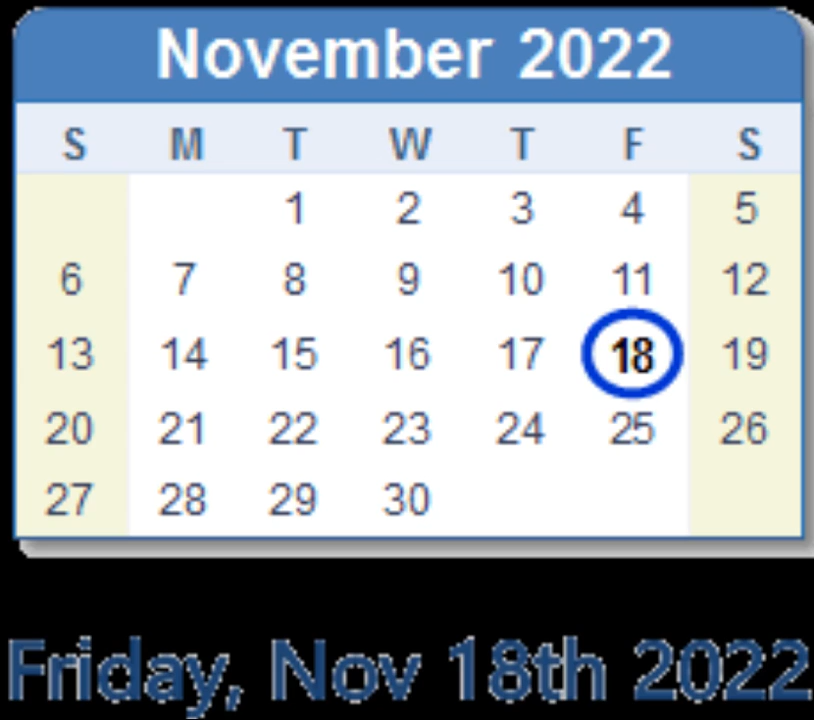 November 2022
S M T W T F S
1 2 3 4 5
6 7 8 9 10 11 12
13 14 15 16 17 18 19
20 21 22 23 24 25 26
27 28 29 30
Friday, Nov 18th 2022